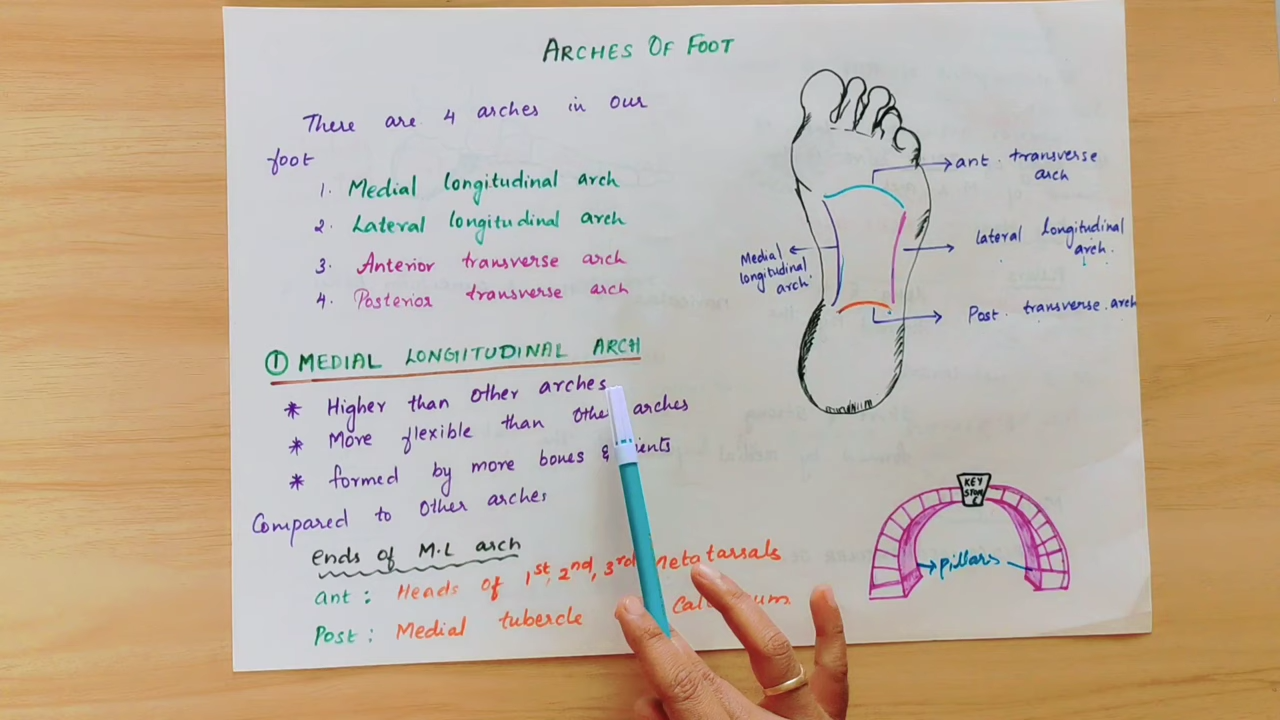 ARCHES OF FOOT
There are 4 arches in our
foot
1. Medial longitudinal arch
2. Lateral longitudinal arch
3. Anterior transverse arch
4. Posterior transverse arch
① MEDIAL LONGITUDINAL ARCH
* Higher than other arches
* More flexible than other arches
* formed by more bones &
Compared to other arches
ends of M.L arch
ant : Heads of 1st, 2nd, 3rd metatarsals
Post : Medial tubercle
ant. transverse
arch
lateral longitudinal
arch.
Medial
longitudinal
arch.
Post. transverse arch
KEY
STONE
pillars